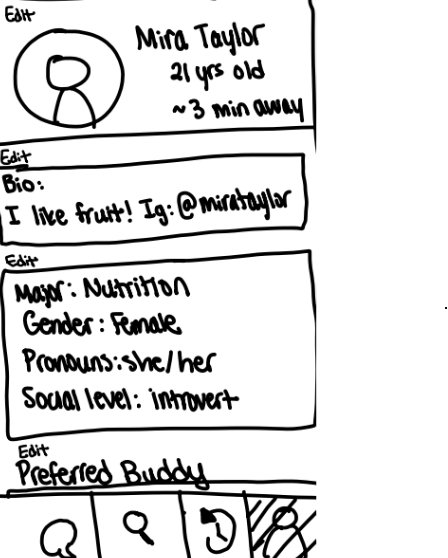 Edit
Mira Taylor
21 yrs old
~3 min away
Edit
Bio:
I like fruit! Ig: @mirataylor
Edit
Major: Nutrition
Gender: Female
Pronouns: she/her
Social level: introvert
Edit
Preferred Buddy